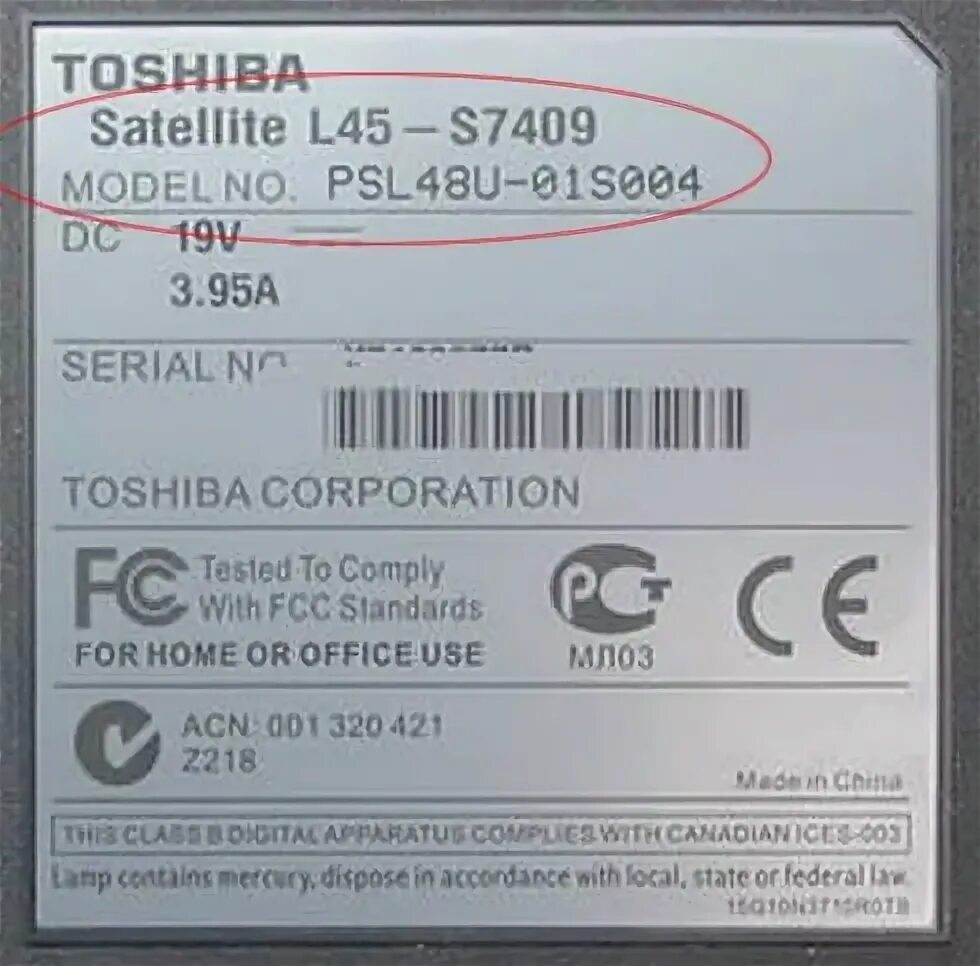 TOSHIBA
Satellite L45-S7409
MODEL NO. PSL48U-01S004
DC 19V
3.95A
SERIAL NO
TOSHIBA CORPORATION
FC Tested To Comply
With FCC Standards
FOR HOME OR OFFICE USE
РСТ
МЛ03
CE
ACN: 001 320 421
Z218
Made in China
THIS CLASS B DIGITAL APPARATUS COMPLIES WITH CANADIAN ICES-003
Lamp contains mercury, dispose in accordance with local, state or federal law.